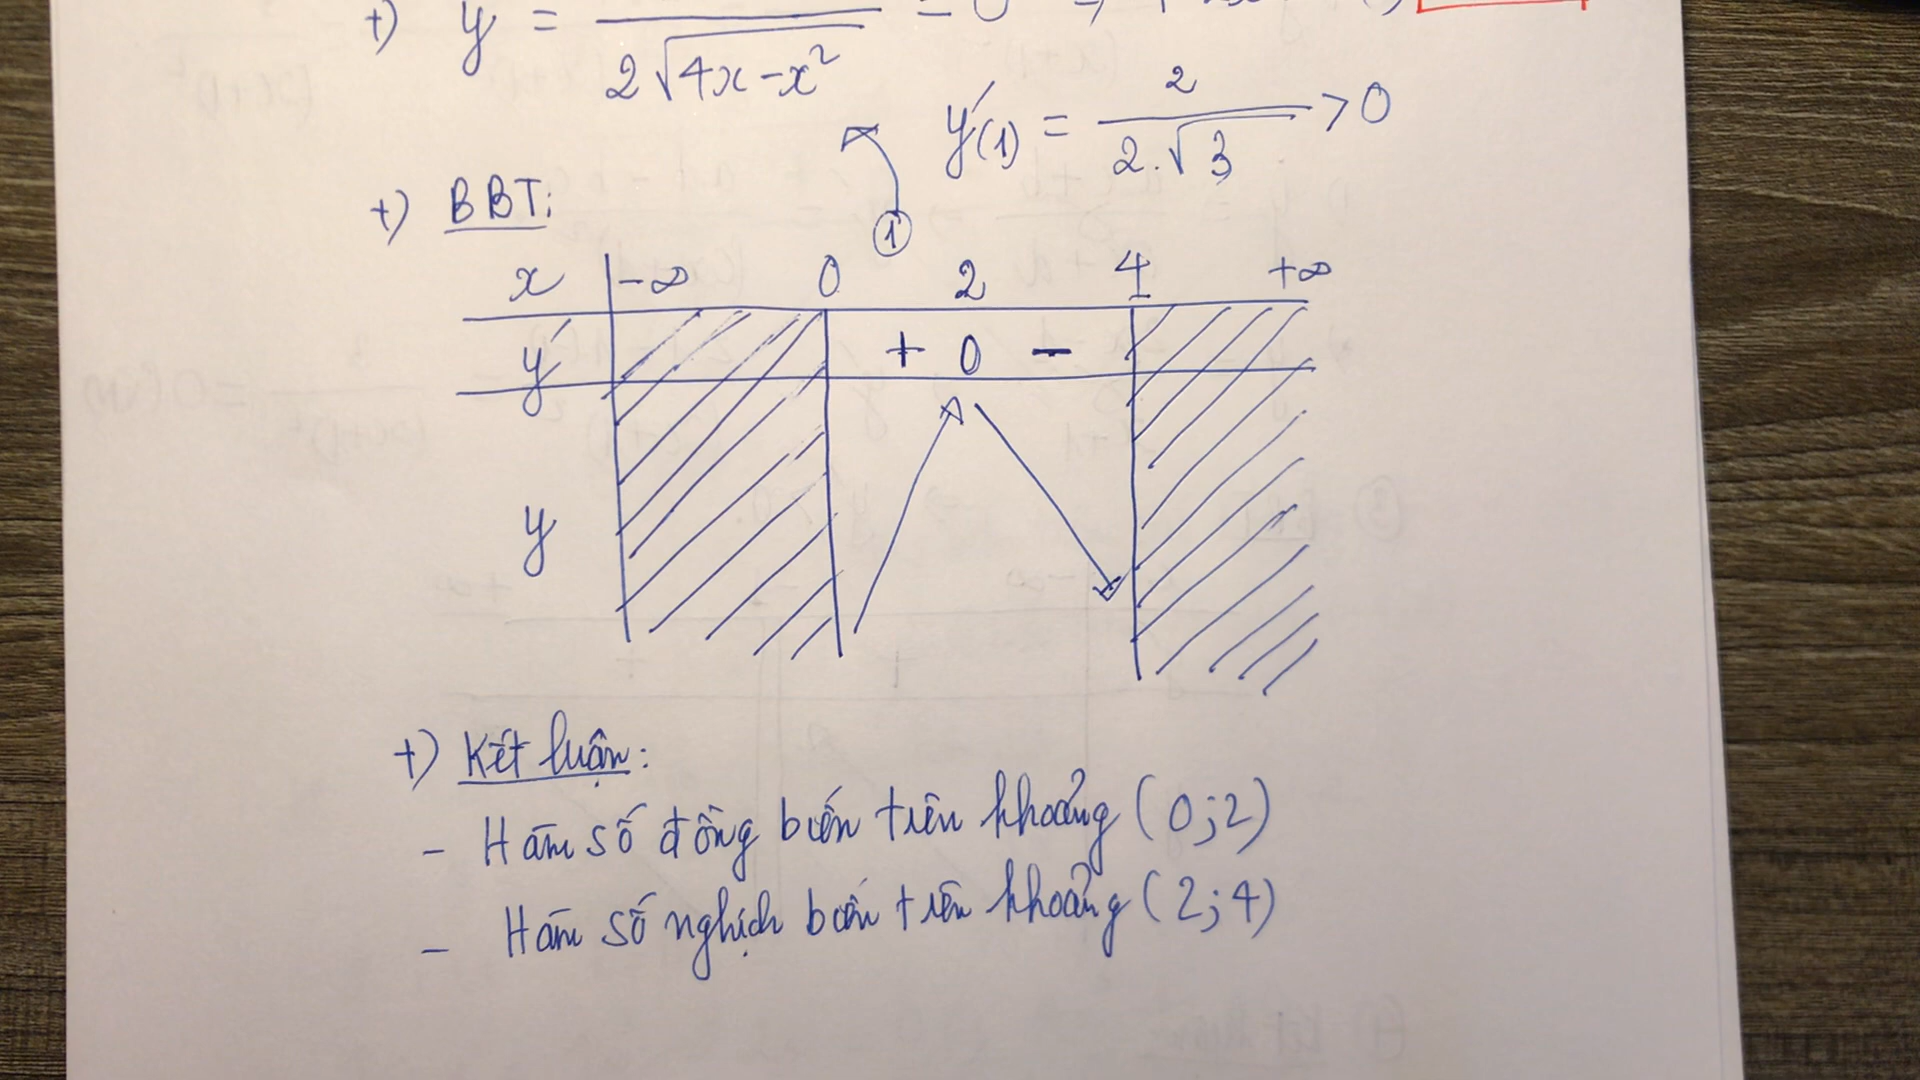 +) y = ‾‾‾ / 2√(4x-x²) = 0 ⇒
y'(1) = 2 / 2.√3 > 0
+) BBT:
①
x | -∞ 0 2 4 +∞
y' + 0 -
y
+) Kết luận:
- Hàm số đồng biến trên khoảng (0;2)
- Hàm số nghịch biến trên khoảng (2;4)